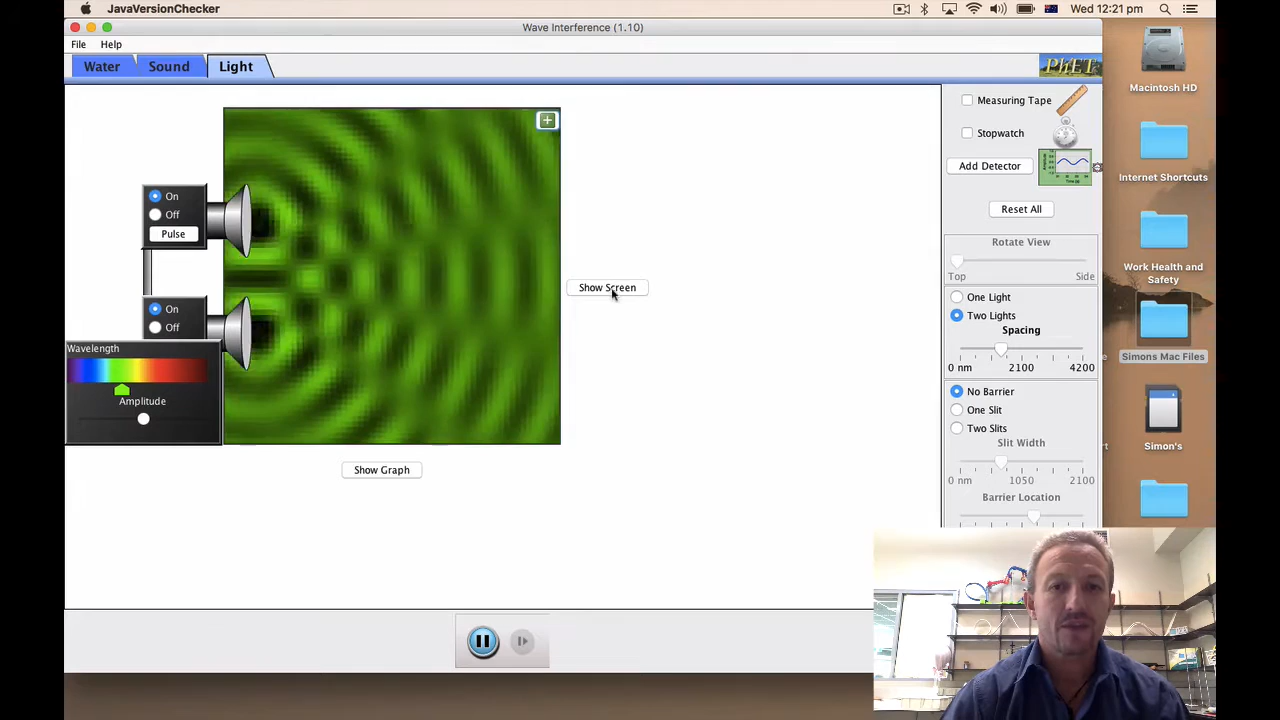 JavaVersionChecker
Wed 12:21 pm
Wave Interference (1.10)
File Help
Water Sound Light
PhET
Macintosh HD
Measuring Tape
Stopwatch
Add Detector
Internet Shortcuts
Reset All
On
Off
Pulse
Rotate View
Top Side
Work Health and
Safety
Show Screen
One Light
Two Lights
Spacing
0 nm 2100 4200
On
Off
Wavelength
Amplitude
Simons Mac Files
No Barrier
One Slit
Two Slits
Slit Width
Simon's
Show Graph
0 nm 1050 2100
Barrier Location